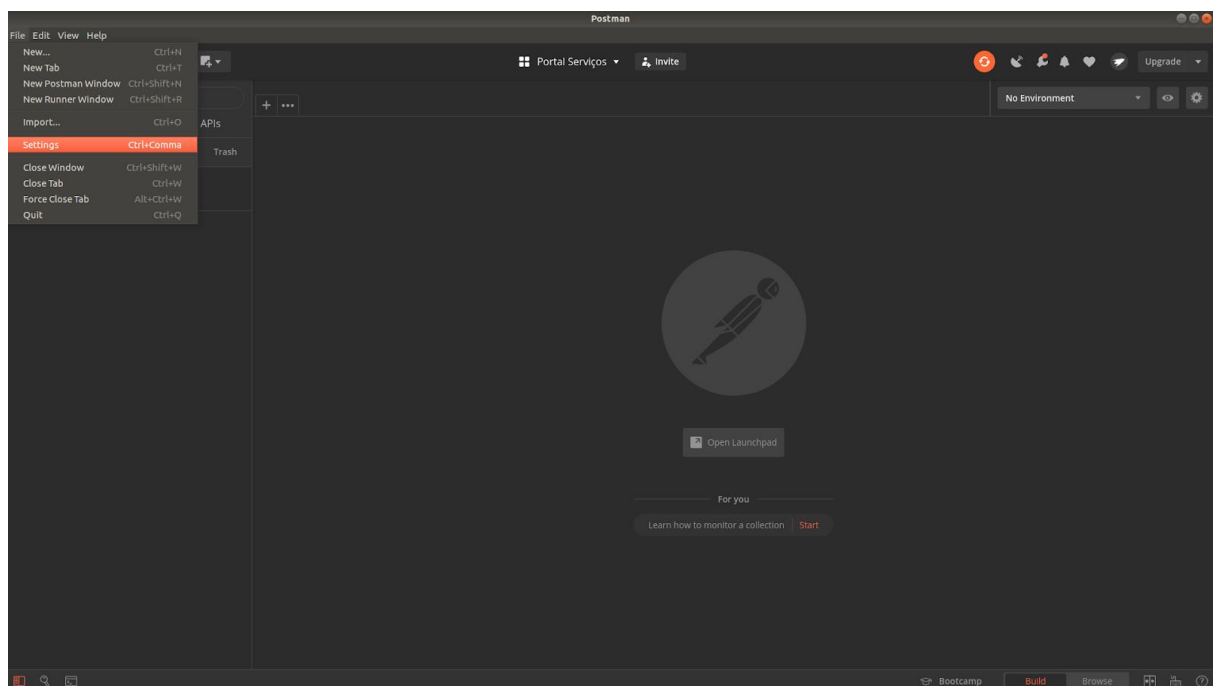 Postman
File Edit View Help
New... Ctrl+N
New Tab Ctrl+T
New Postman Window Ctrl+Shift+N
New Runner Window Ctrl+Shift+R
Import... Ctrl+O
Settings Ctrl+Comma
Close Window Ctrl+Shift+W
Close Tab Ctrl+W
Force Close Tab Alt+Ctrl+W
Quit Ctrl+Q
Portal Serviços Invite Upgrade
No Environment
APIs
Trash
Open Launchpad
For you
Learn how to monitor a collection Start
Bootcamp Build Browse